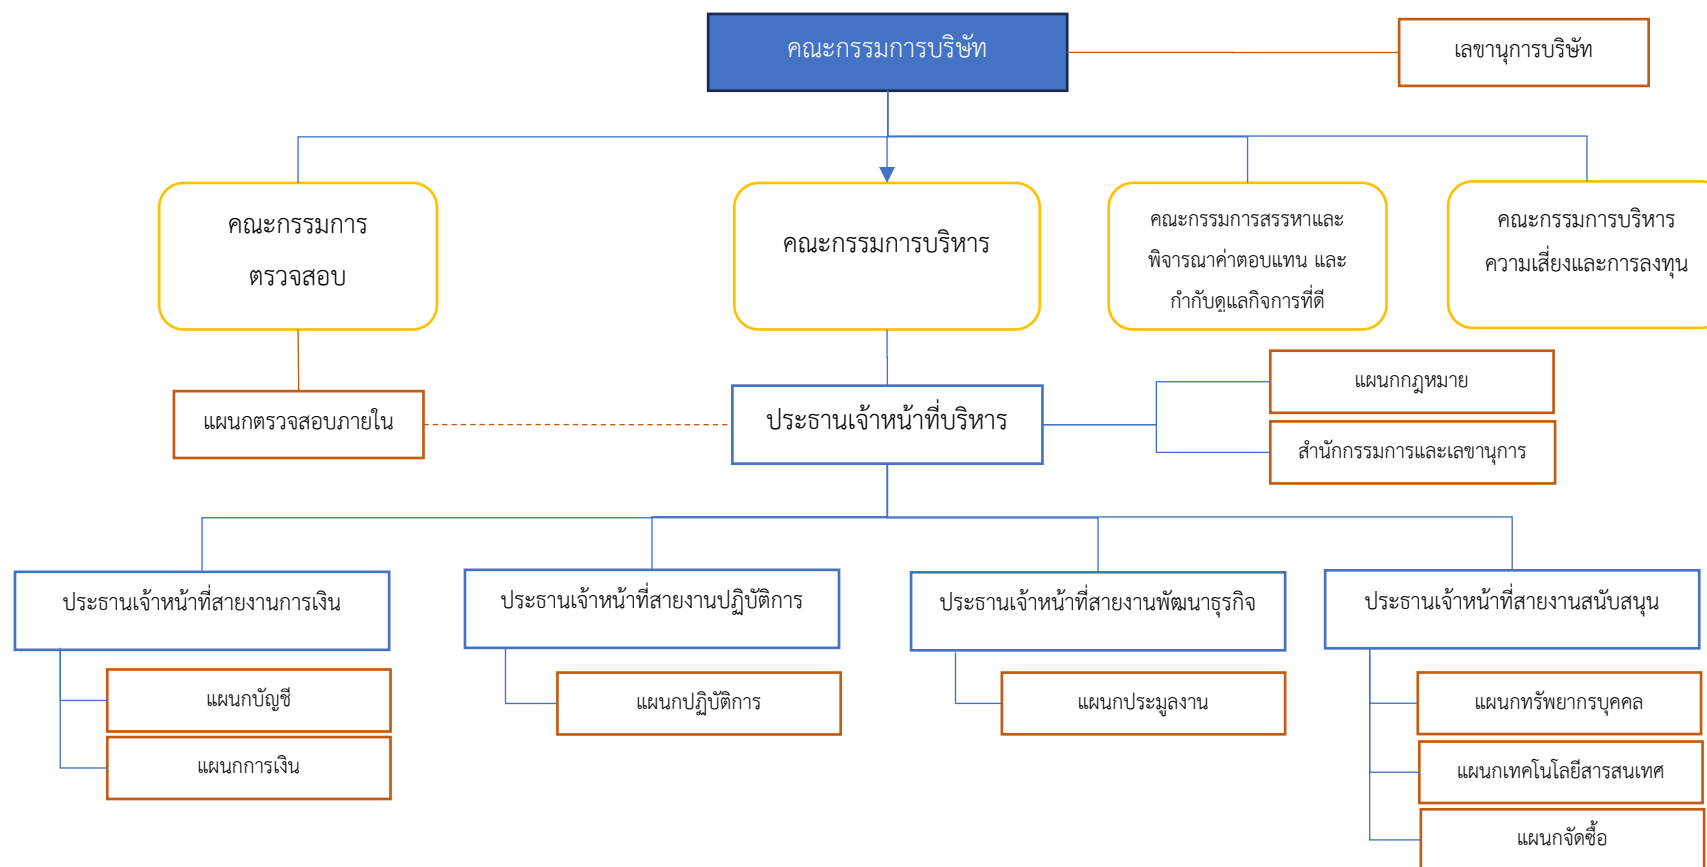 คณะกรรมการบริษัท
เลขานุการบริษัท
คณะกรรมการ
ตรวจสอบ
คณะกรรมการบริหาร
คณะกรรมการสรรหาและ
พิจารณาค่าตอบแทน และ
กำกับดูแลกิจการที่ดี
คณะกรรมการบริหาร
ความเสี่ยงและการลงทุน
แผนกตรวจสอบภายใน
ประธานเจ้าหน้าที่บริหาร
แผนกกฎหมาย
สำนักกรรมการและเลขานุการ
ประธานเจ้าหน้าที่สายงานการเงิน
ประธานเจ้าหน้าที่สายงานปฏิบัติการ
ประธานเจ้าหน้าที่สายงานพัฒนาธุรกิจ
ประธานเจ้าหน้าที่สายงานสนับสนุน
แผนกบัญชี
แผนกการเงิน
แผนกปฏิบัติการ
แผนกประมูลงาน
แผนกทรัพยากรบุคคล
แผนกเทคโนโลยีสารสนเทศ
แผนกจัดซื้อ